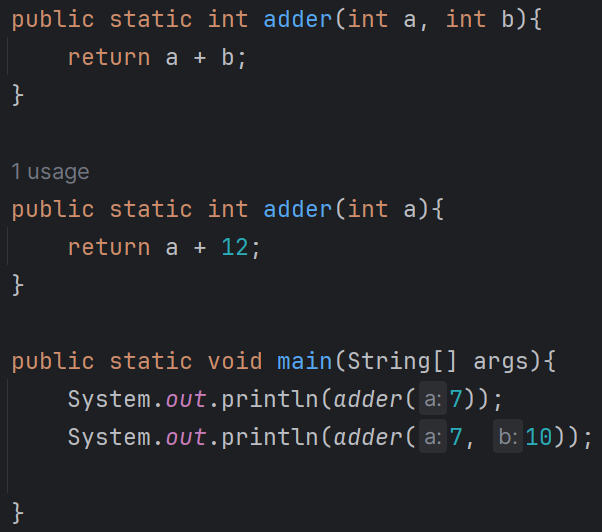 public static int adder(int a, int b){
    return a + b;
}
1 usage
public static int adder(int a){
    return a + 12;
}
public static void main(String[] args){
    System.out.println(adder( a: 7));
    System.out.println(adder( a: 7, b: 10));
}